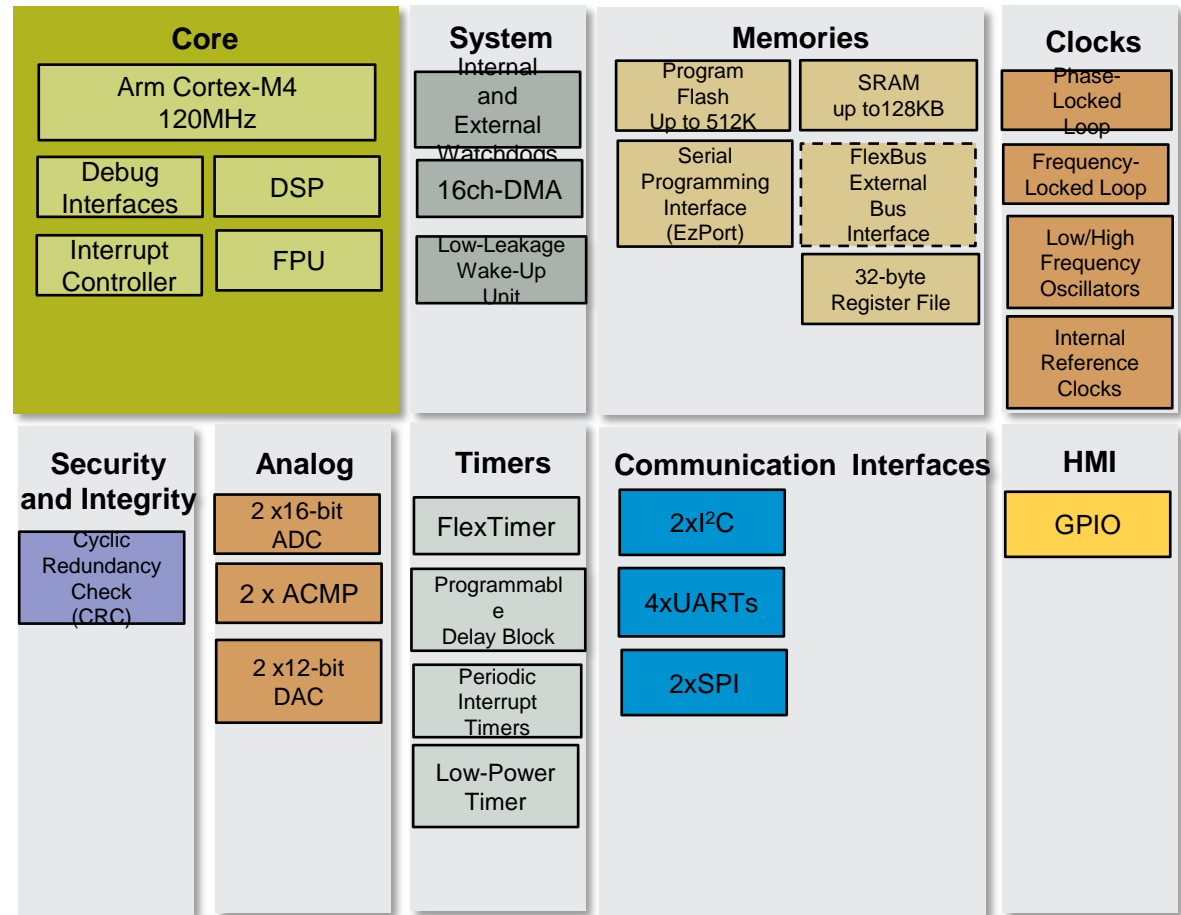 Core
Arm Cortex-M4
120MHz
Debug
Interfaces
DSP
Interrupt
Controller
FPU
System
Internal
and
External
Watchdogs
16ch-DMA
Low-Leakage
Wake-Up
Unit
Memories
Program
Flash
Up to 512K
SRAM
up to128KB
Serial
Programming
Interface
(EzPort)
FlexBus
External
Bus
Interface
32-byte
Register File
Clocks
Phase-
Locked
Loop
Frequency-
Locked Loop
Low/High
Frequency
Oscillators
Internal
Reference
Clocks
Security
and Integrity
Cyclic
Redundancy
Check
(CRC)
Analog
2 x16-bit
ADC
2 x ACMP
2 x12-bit
DAC
Timers
FlexTimer
Programmabl
e
Delay Block
Periodic
Interrupt
Timers
Low-Power
Timer
Communication Interfaces
2xI²C
4xUARTs
2xSPI
HMI
GPIO